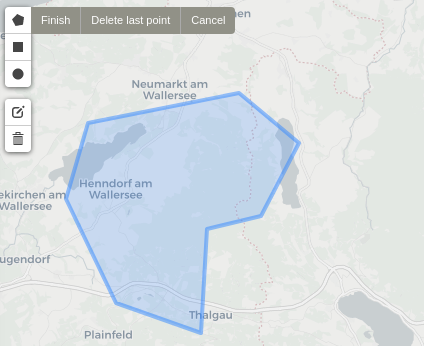 Finish Delete last point Cancel
Neumarkt am
Wallersee
Henndorf am
Wallersee
ekirchen am
Wallersee
ugendorf
Thalgau
Plainfeld